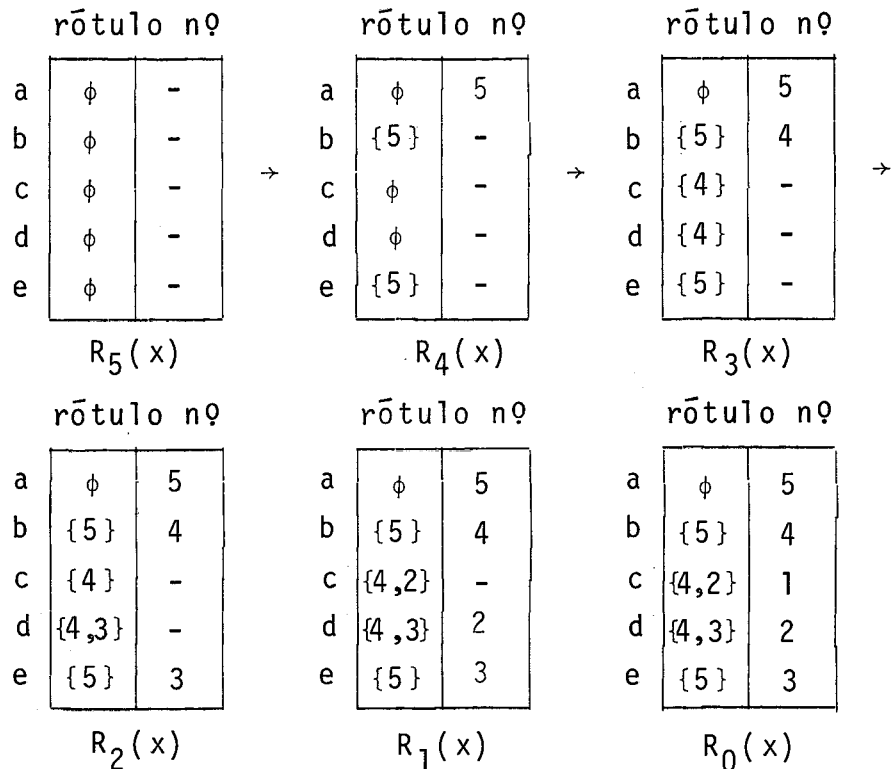 rótulo nº rótulo nº rótulo nº
a φ - a φ 5 a φ 5
b φ - b {5} - b {5} 4
c φ - → c φ - → c {4} - →
d φ - d φ - d {4} -
e φ - e {5} - e {5} -
R₅(x) R₄(x) R₃(x)
rótulo nº rótulo nº rótulo nº
a φ 5 a φ 5 a φ 5
b {5} 4 b {5} 4 b {5} 4
c {4} - c {4,2} - c {4,2} 1
d {4,3} - d {4,3} 2 d {4,3} 2
e {5} 3 e {5} 3 e {5} 3
R₂(x) R₁(x) R₀(x)